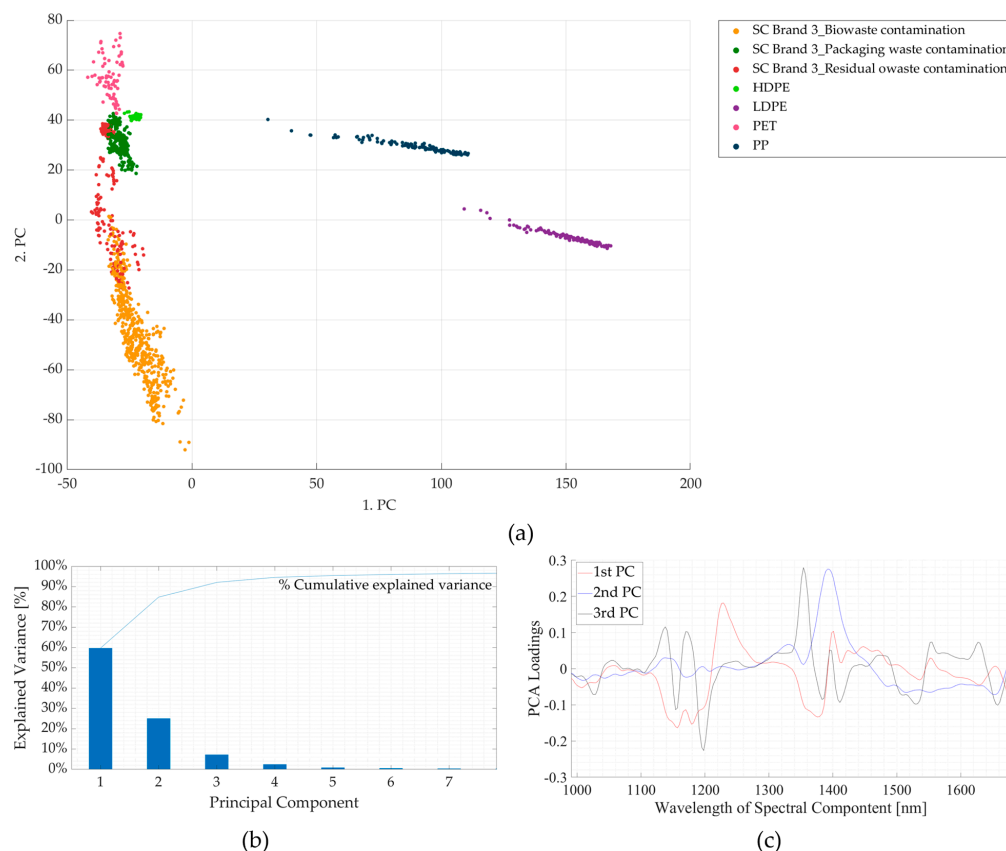 80
60
40
20
0
-20
-40
-60
-80
-100
2. PC
-50
0
50
100
150
200
1. PC
SC Brand 3_Biowaste contamination
SC Brand 3_Packaging waste contamination
SC Brand 3_Residual owaste contamination
HDPE
LDPE
PET
PP
(a)
100%
90%
80%
70%
60%
50%
40%
30%
20%
10%
0%
Explained Variance [%]
% Cumulative explained variance
1
2
3
4
5
6
7
Principal Component
(b)
0.3
0.2
0.1
0
-0.1
-0.2
-0.3
PCA Loadings
1st PC
2nd PC
3rd PC
1000
1100
1200
1300
1400
1500
1600
Wavelength of Spectral Component [nm]
(c)